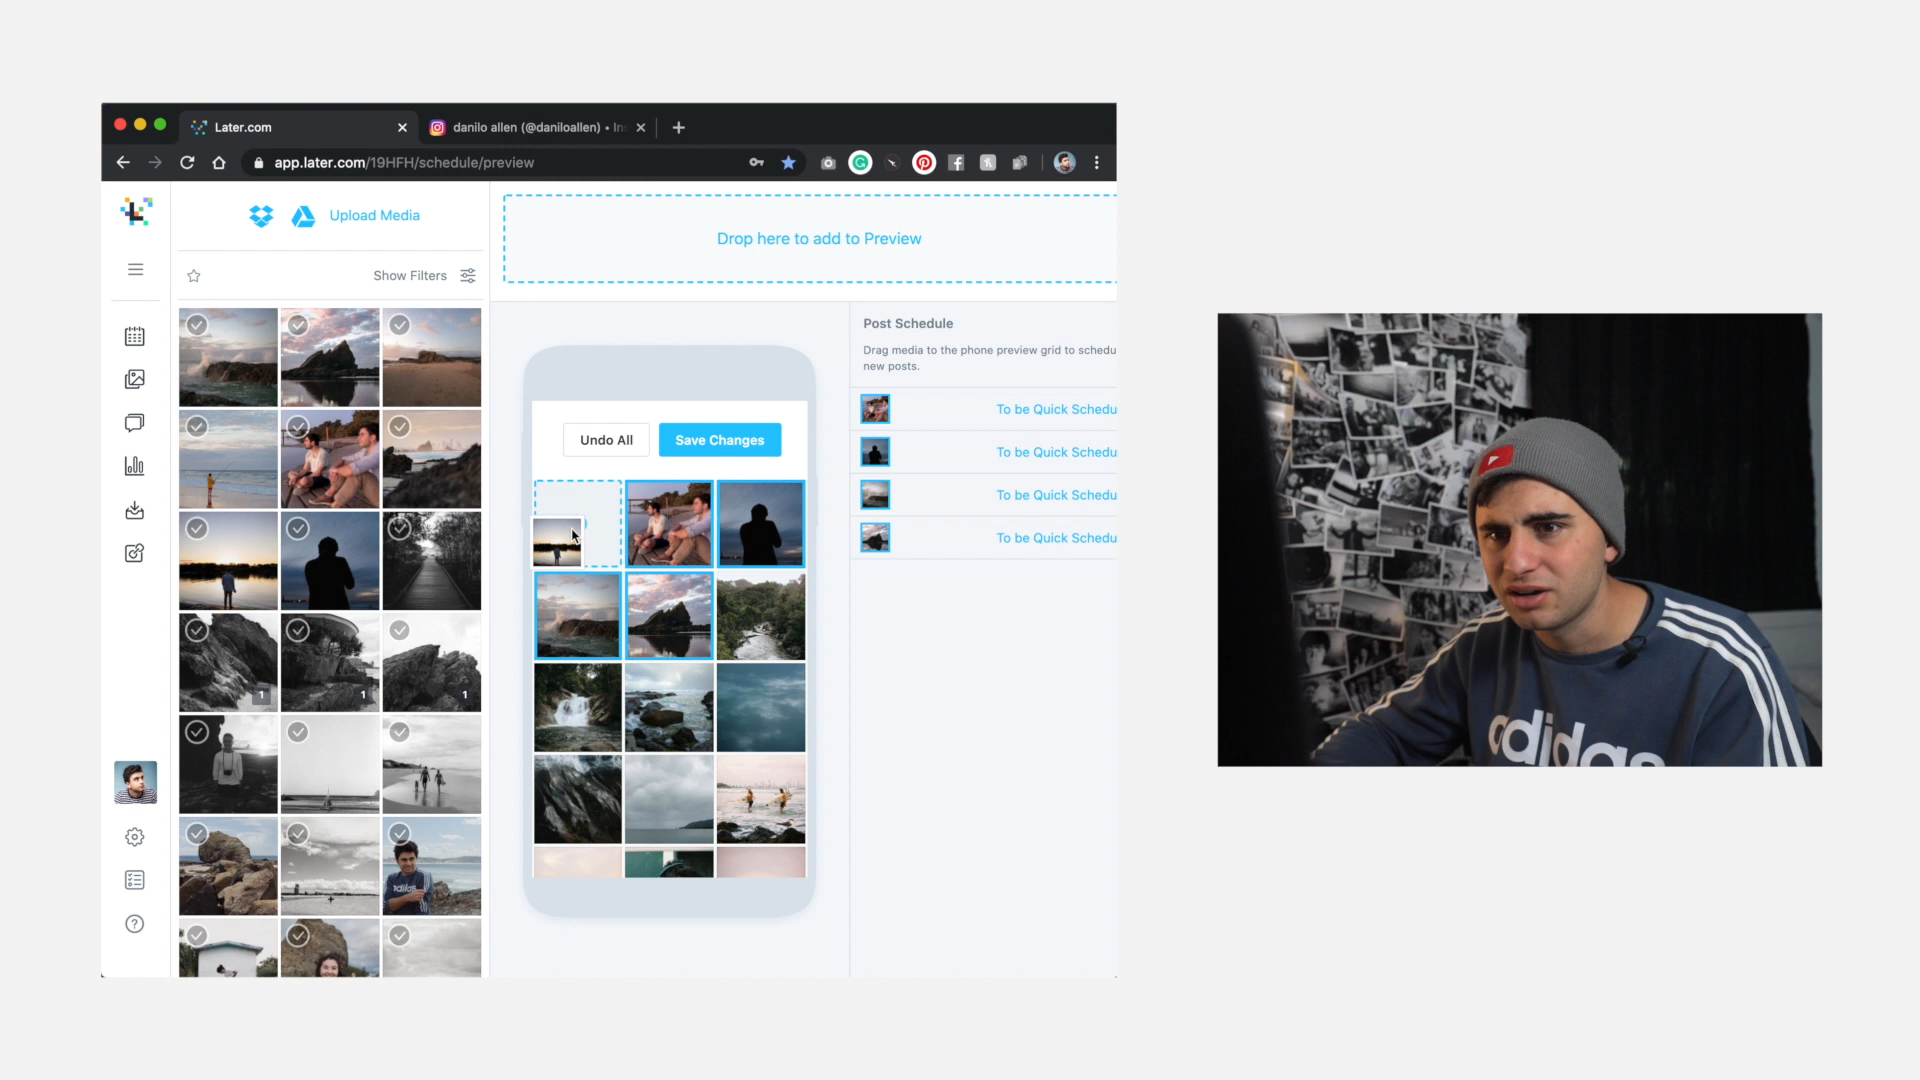 Later.com
danilo allen (@daniloallen) • In
app.later.com/19HFH/schedule/preview
Upload Media
Show Filters
Drop here to add to Preview
Post Schedule
Drag media to the phone preview grid to schedu
new posts.
To be Quick Schedu
To be Quick Schedu
To be Quick Schedu
To be Quick Schedu
Undo All
Save Changes
1
1
1
adidas
adidas